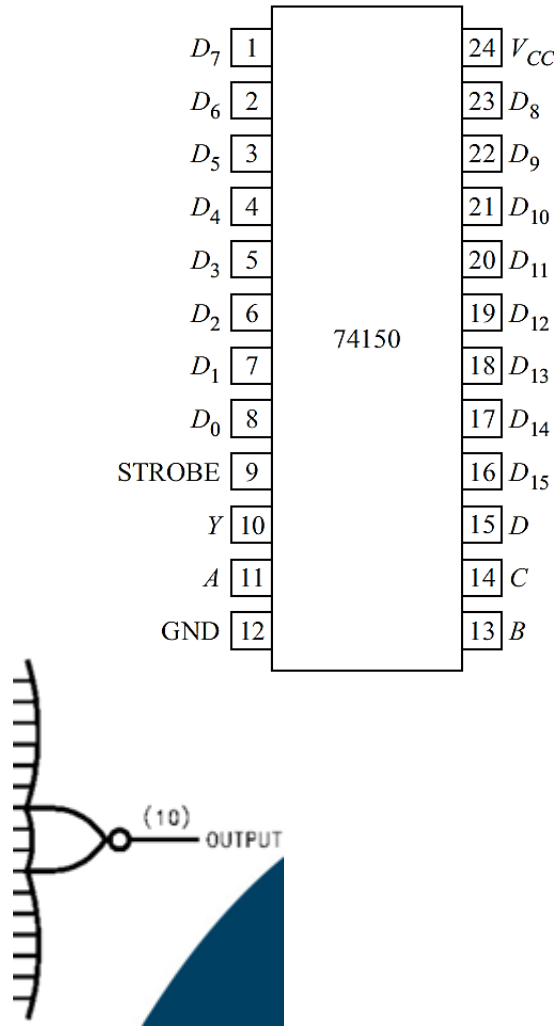 D7 1 24 VCC
D6 2 23 D8
D5 3 22 D9
D4 4 21 D10
D3 5 20 D11
D2 6 19 D12
74150
D1 7 18 D13
D0 8 17 D14
STROBE 9 16 D15
Y 10 15 D
A 11 14 C
GND 12 13 B
(10)
OUTPUT